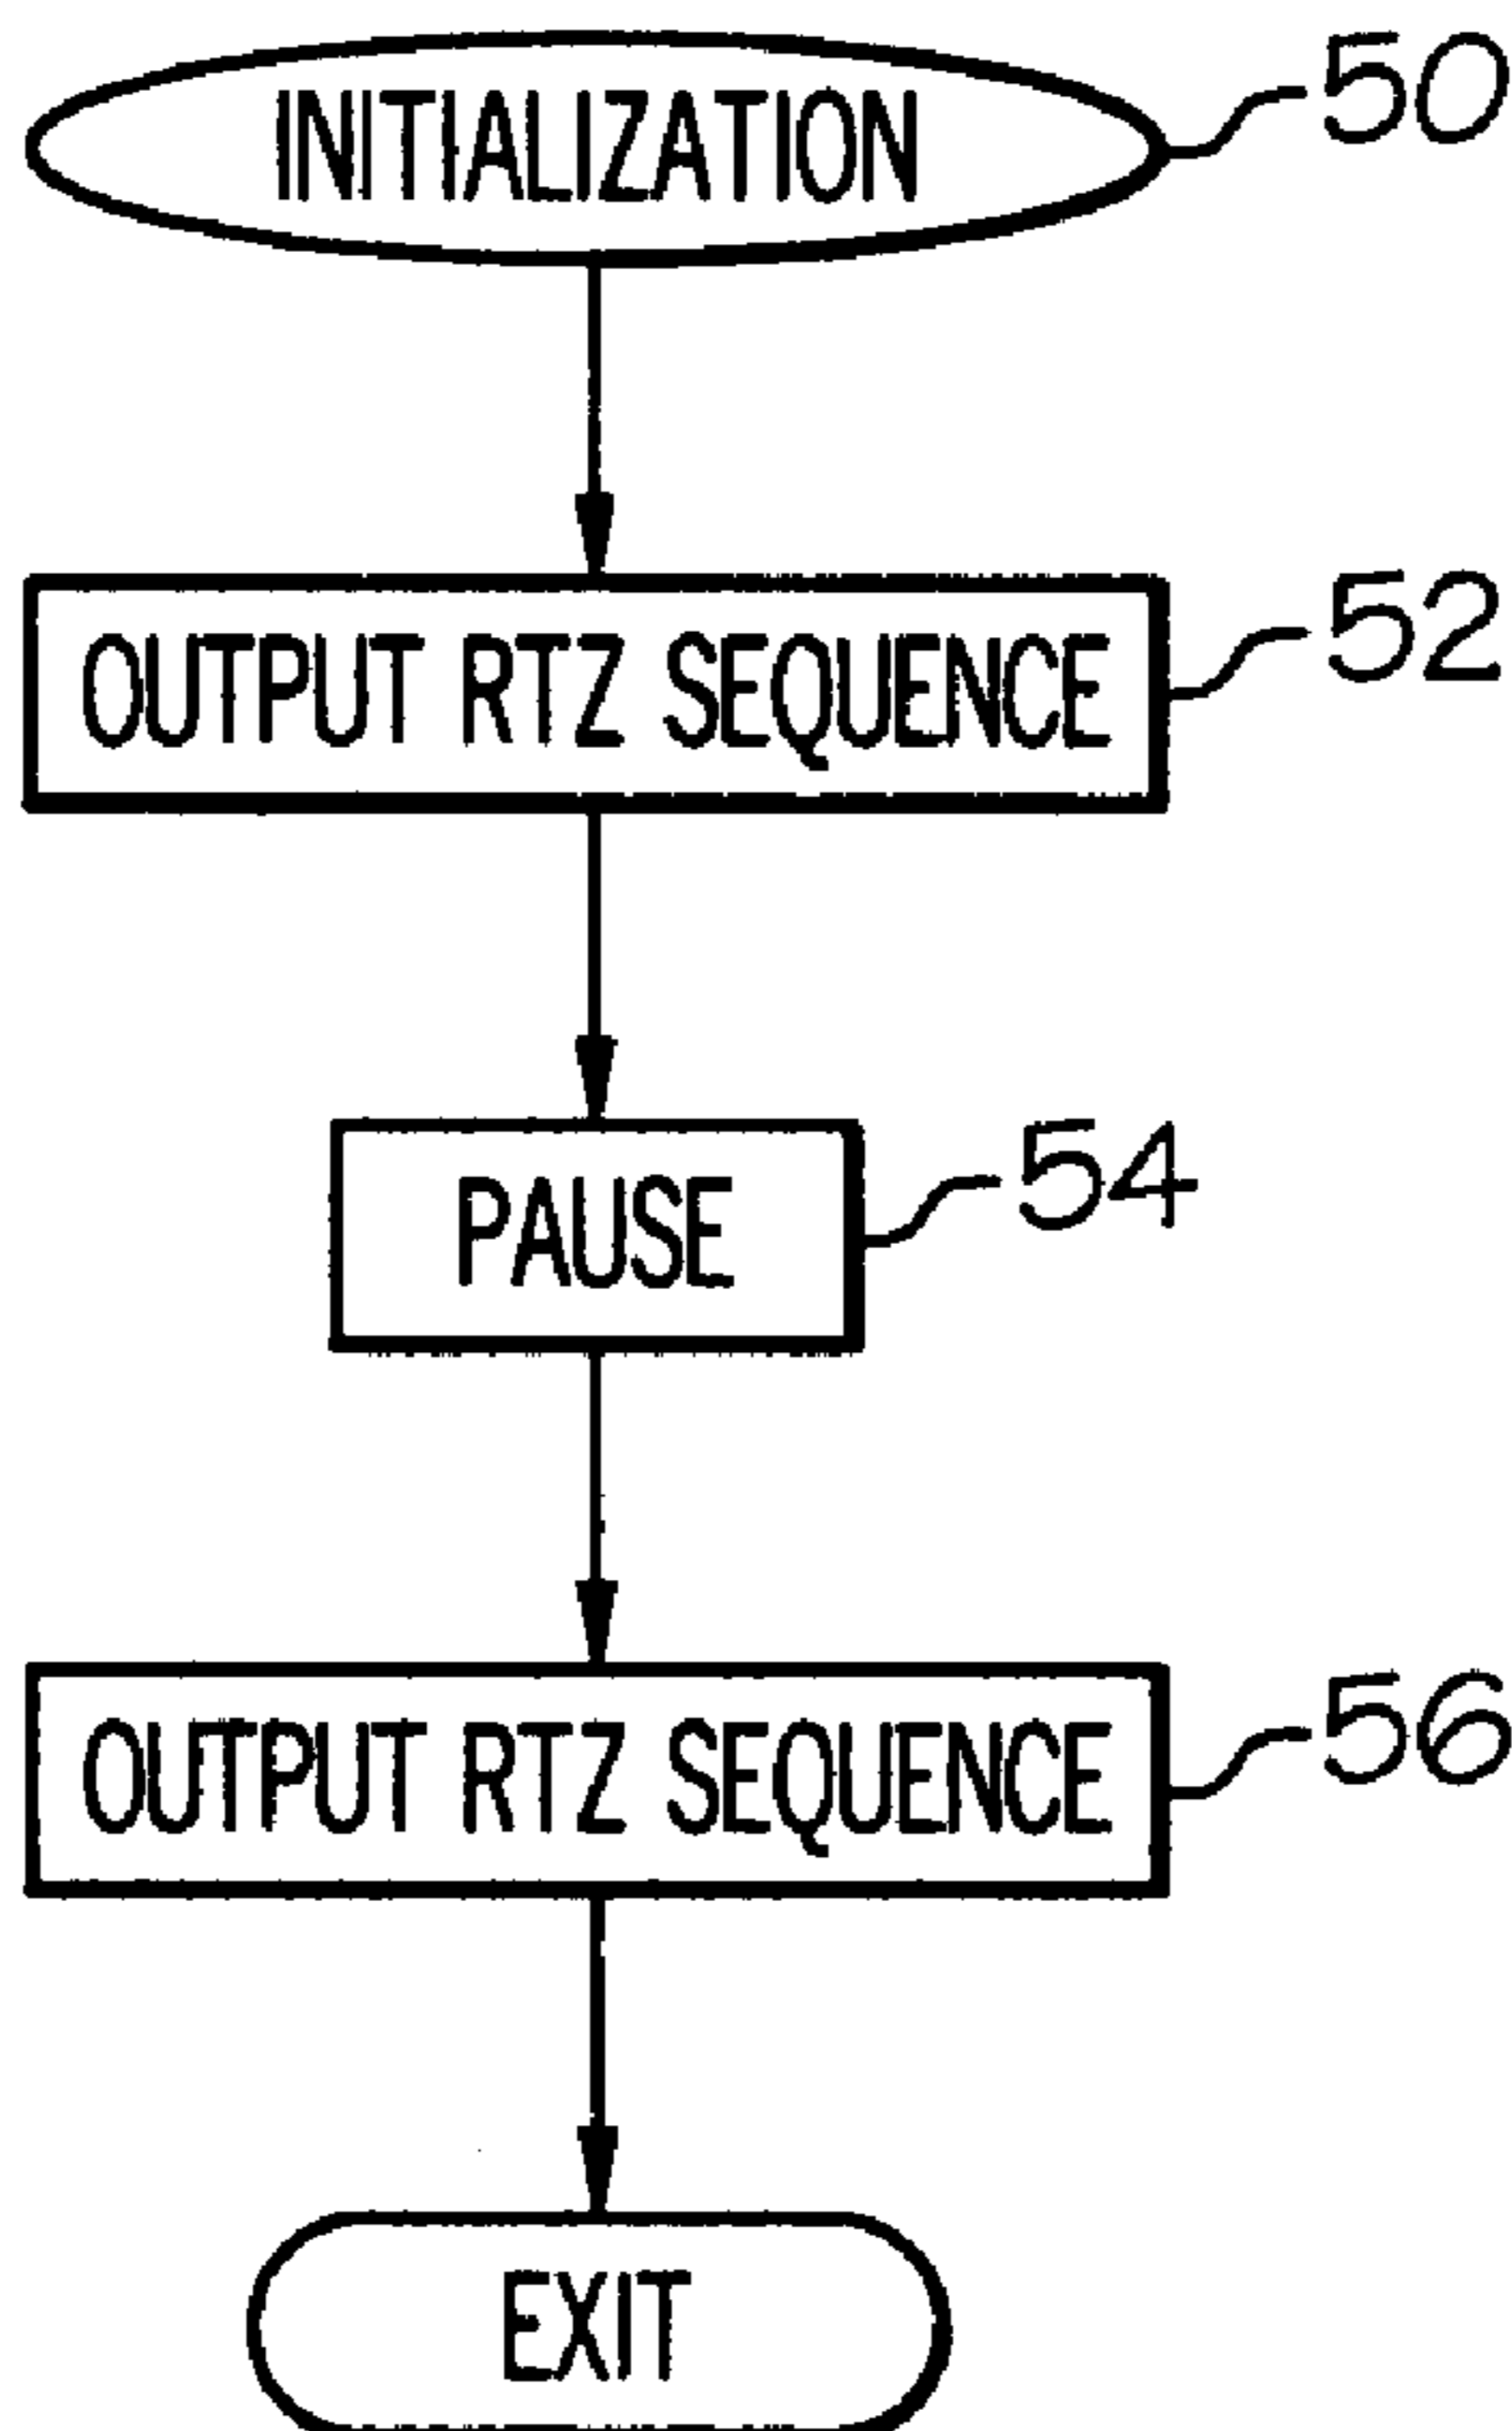 INITIALIZATION
50
OUTPUT RTZ SEQUENCE
52
PAUSE
54
OUTPUT RTZ SEQUENCE
56
EXIT